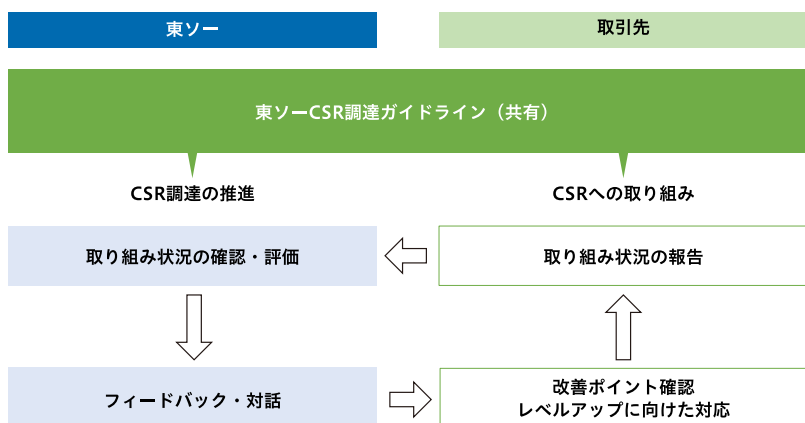 東ソー
取引先
東ソーCSR調達ガイドライン（共有）
CSR調達の推進
CSRへの取り組み
取り組み状況の確認・評価
取り組み状況の報告
フィードバック・対話
改善ポイント確認
レベルアップに向けた対応